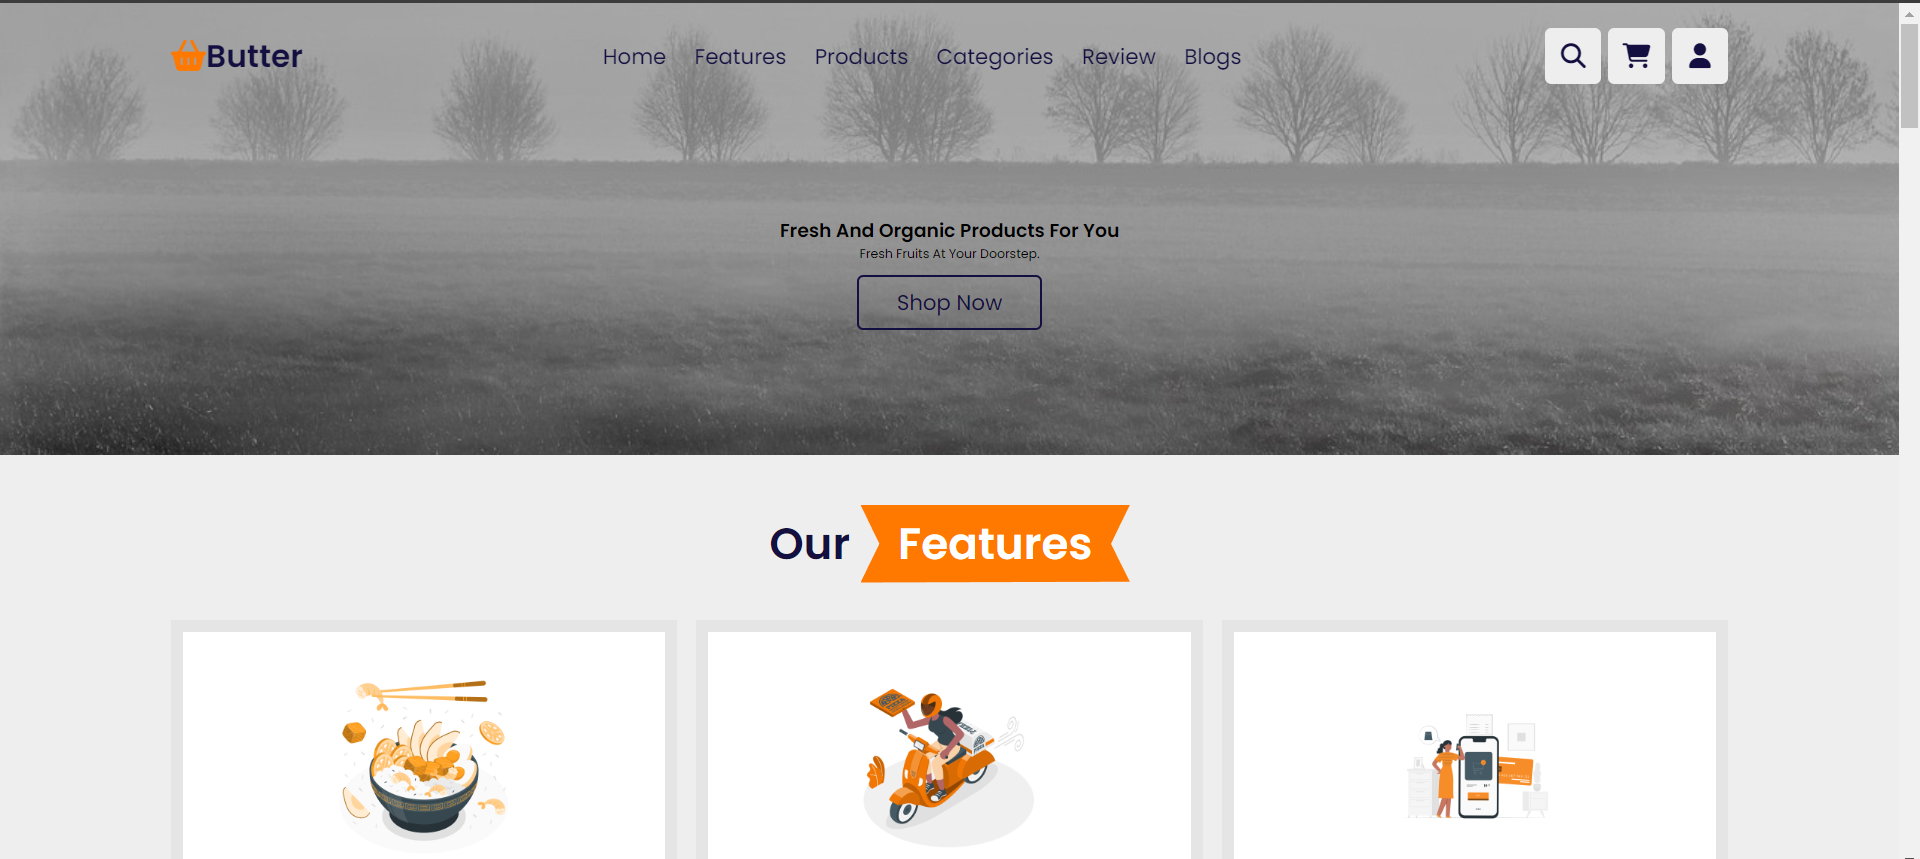 Butter
Home Features Products Categories Review Blogs
Fresh And Organic Products For You
Fresh Fruits At Your Doorstep.
Shop Now
Our Features